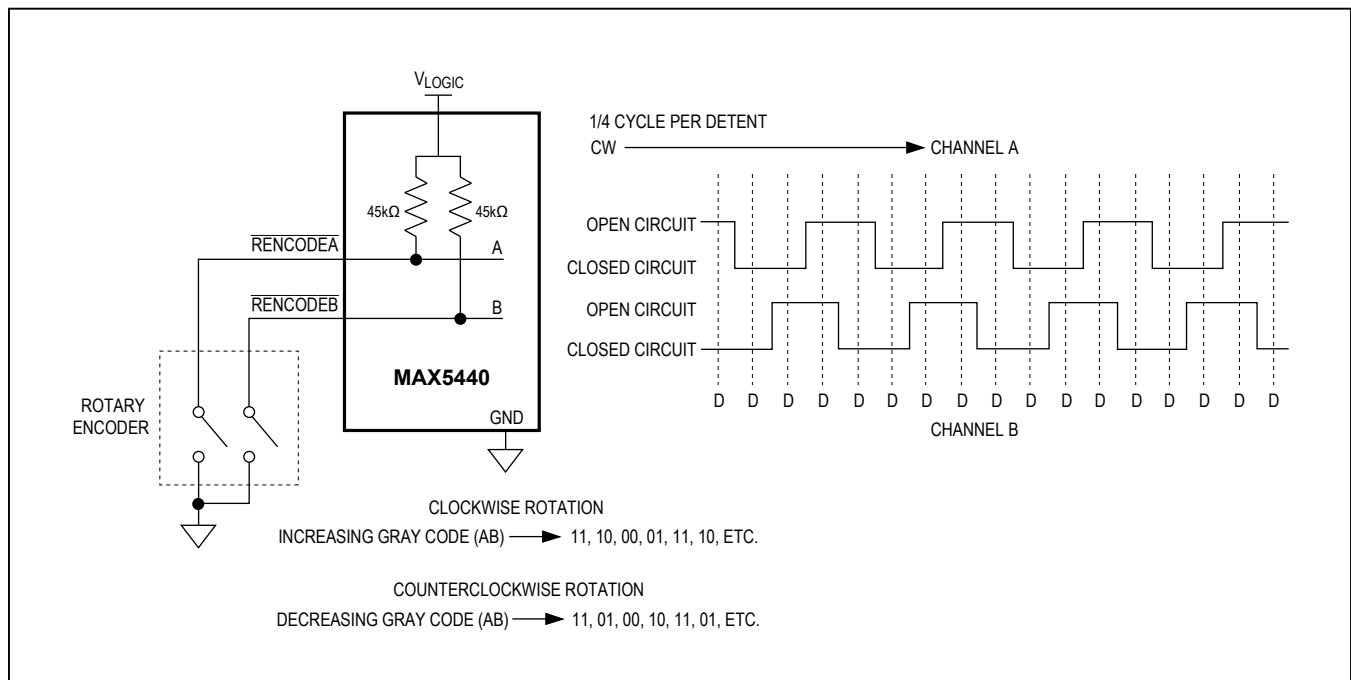 V_LOGIC
45kΩ 45kΩ
RENCODEA
A
RENCODEB
B
MAX5440
GND
ROTARY
ENCODER
1/4 CYCLE PER DETENT
CW CHANNEL A
OPEN CIRCUIT
CLOSED CIRCUIT
OPEN CIRCUIT
CLOSED CIRCUIT
D D D D D D D D D D D D D D D D D
CHANNEL B
CLOCKWISE ROTATION
INCREASING GRAY CODE (AB) → 11, 10, 00, 01, 11, 10, ETC.
COUNTERCLOCKWISE ROTATION
DECREASING GRAY CODE (AB) → 11, 01, 00, 10, 11, 01, ETC.